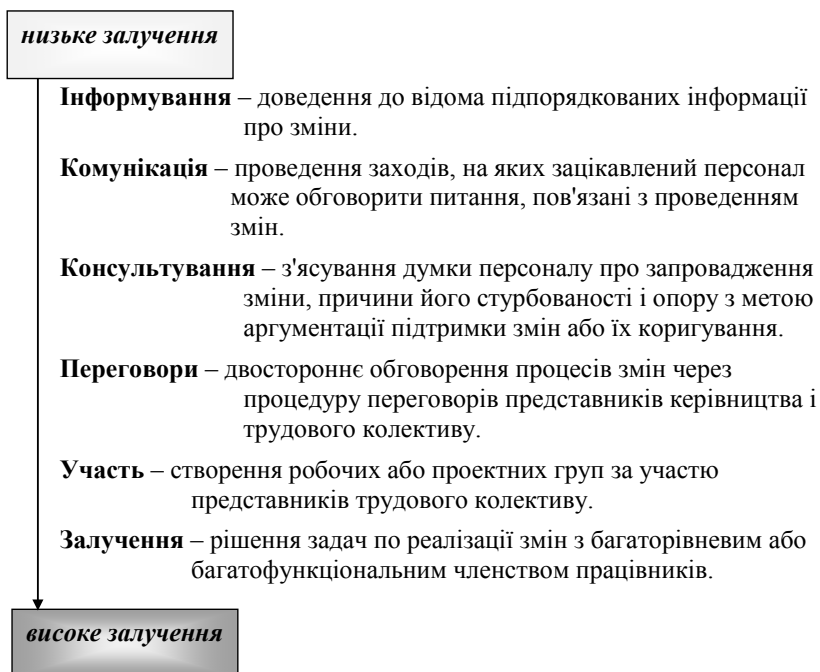 низьке залучення
Інформування – доведення до відома підпорядкованих інформації
про зміни.
Комунікація – проведення заходів, на яких зацікавлений персонал
може обговорити питання, пов'язані з проведенням
змін.
Консультування – з'ясування думки персоналу про запровадження
зміни, причини його стурбованості і опору з метою
аргументації підтримки змін або їх коригування.
Переговори – двостороннє обговорення процесів змін через
процедуру переговорів представників керівництва і
трудового колективу.
Участь – створення робочих або проектних груп за участю
представників трудового колективу.
Залучення – рішення задач по реалізації змін з багаторівневим або
багатофункціональним членством працівників.
високе залучення